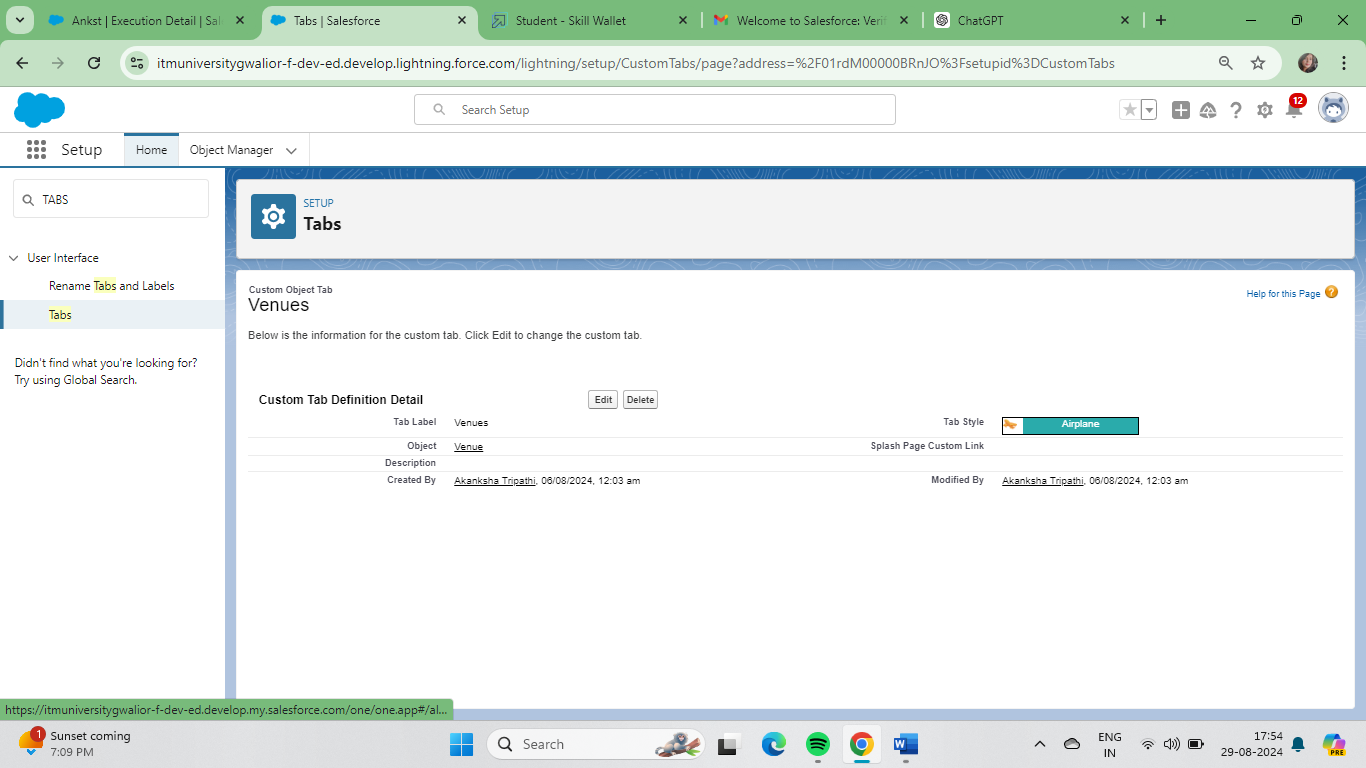 Ankst | Execution Detail | Sal
Tabs | Salesforce
Student - Skill Wallet
Welcome to Salesforce: Verif
ChatGPT
itmuniversitygwalior-f-dev-ed.develop.lightning.force.com/lightning/setup/CustomTabs/page?address=%2F01rdM00000BRnJO%3Fsetupid%3DCustomTabs
Search Setup
12
Setup
Home
Object Manager
TABS
User Interface
Rename Tabs and Labels
Tabs
Didn't find what you're looking for?
Try using Global Search.
SETUP
Tabs
Custom Object Tab
Venues
Help for this Page ?
Below is the information for the custom tab. Click Edit to change the custom tab.
Custom Tab Definition Detail
Edit
Delete
Tab Label Venues
Tab Style Airplane
Object Venue
Splash Page Custom Link
Description
Created By Akanksha Tripathi, 06/08/2024, 12:03 am
Modified By Akanksha Tripathi, 06/08/2024, 12:03 am
https://itmuniversitygwalior-f-dev-ed.develop.my.salesforce.com/one/one.app#/al...
1
Sunset coming
7:09 PM
Search
W
ENG
IN
17:54
29-08-2024
PRE